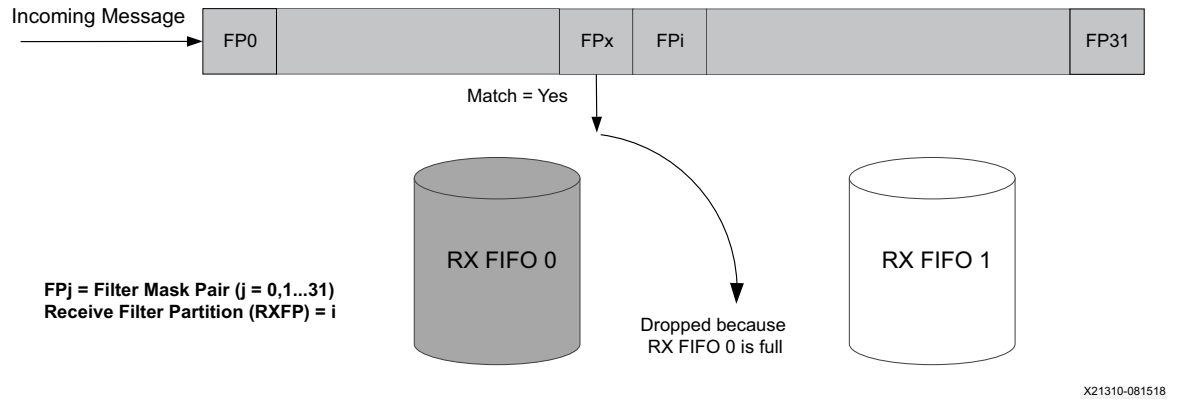 Incoming Message
FP0
FPx
FPi
FP31
Match = Yes
RX FIFO 0
RX FIFO 1
FPj = Filter Mask Pair (j = 0,1...31)
Receive Filter Partition (RXFP) = i
Dropped because
RX FIFO 0 is full
X21310-081518